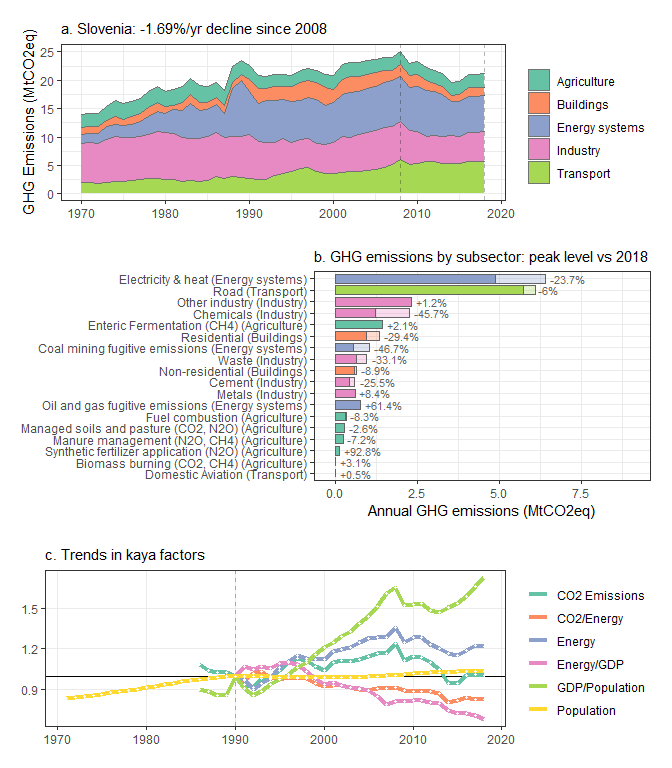 a. Slovenia: -1.69%/yr decline since 2008
GHG Emissions (MtCO2eq)
25
20
15
10
5
0
1970
1980
1990
2000
2010
2020
Agriculture
Buildings
Energy systems
Industry
Transport
b. GHG emissions by subsector: peak level vs 2018
Electricity & heat (Energy systems) -23.7%
Road (Transport) -6%
Other industry (Industry) +1.2%
Chemicals (Industry) -45.7%
Enteric Fermentation (CH4) (Agriculture) +2.1%
Residential (Buildings) -29.4%
Coal mining fugitive emissions (Energy systems) -46.7%
Waste (Industry) -33.1%
Non-residential (Buildings) -8.9%
Cement (Industry) -25.5%
Metals (Industry) +8.4%
Oil and gas fugitive emissions (Energy systems) +61.4%
Fuel combustion (Agriculture) -8.3%
Managed soils and pasture (CO2, N2O) (Agriculture) -2.6%
Manure management (N2O, CH4) (Agriculture) -7.2%
Synthetic fertilizer application (N2O) (Agriculture) +92.8%
Biomass burning (CO2, CH4) (Agriculture) +3.1%
Domestic Aviation (Transport) +0.5%
0.0
2.5
5.0
7.5
Annual GHG emissions (MtCO2eq)
c. Trends in kaya factors
1.5
1.2
0.9
1970
1980
1990
2000
2010
2020
CO2 Emissions
CO2/Energy
Energy
Energy/GDP
GDP/Population
Population